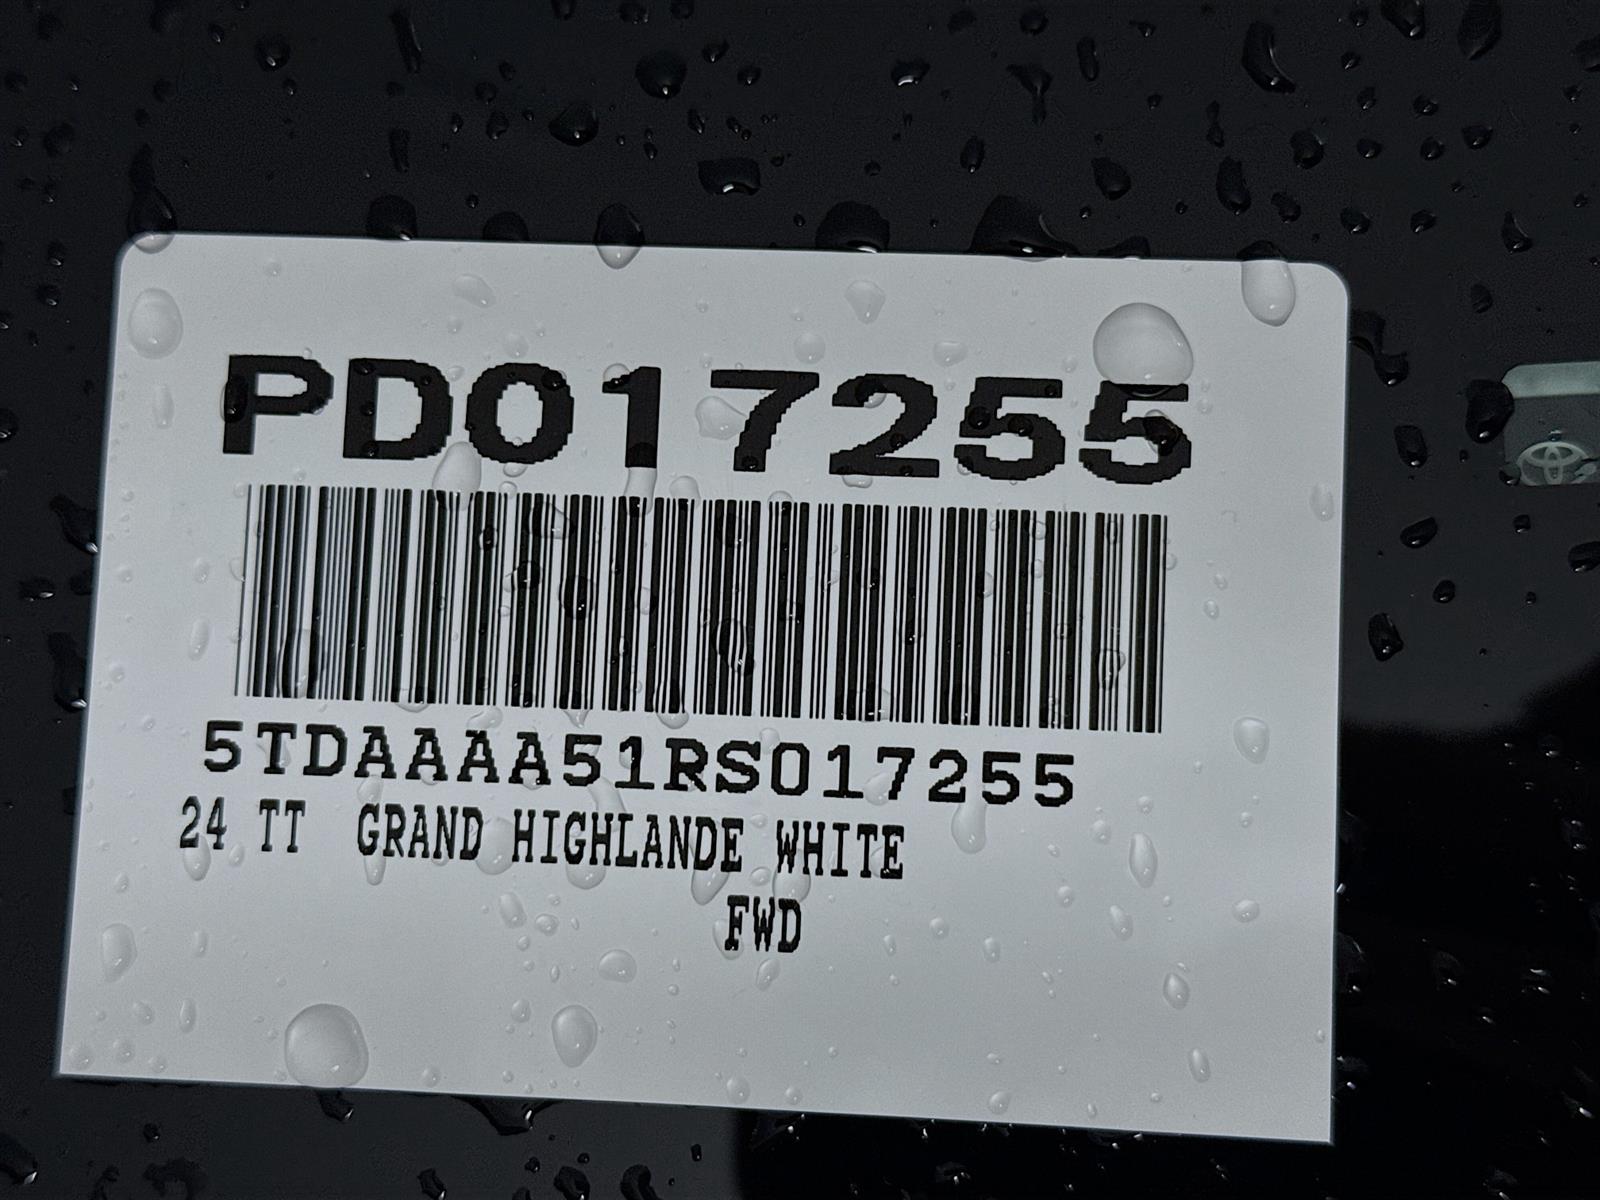 PD017255
5TDAAAA51RS017255
24 TT GRAND HIGHLANDE WHITE
FWD